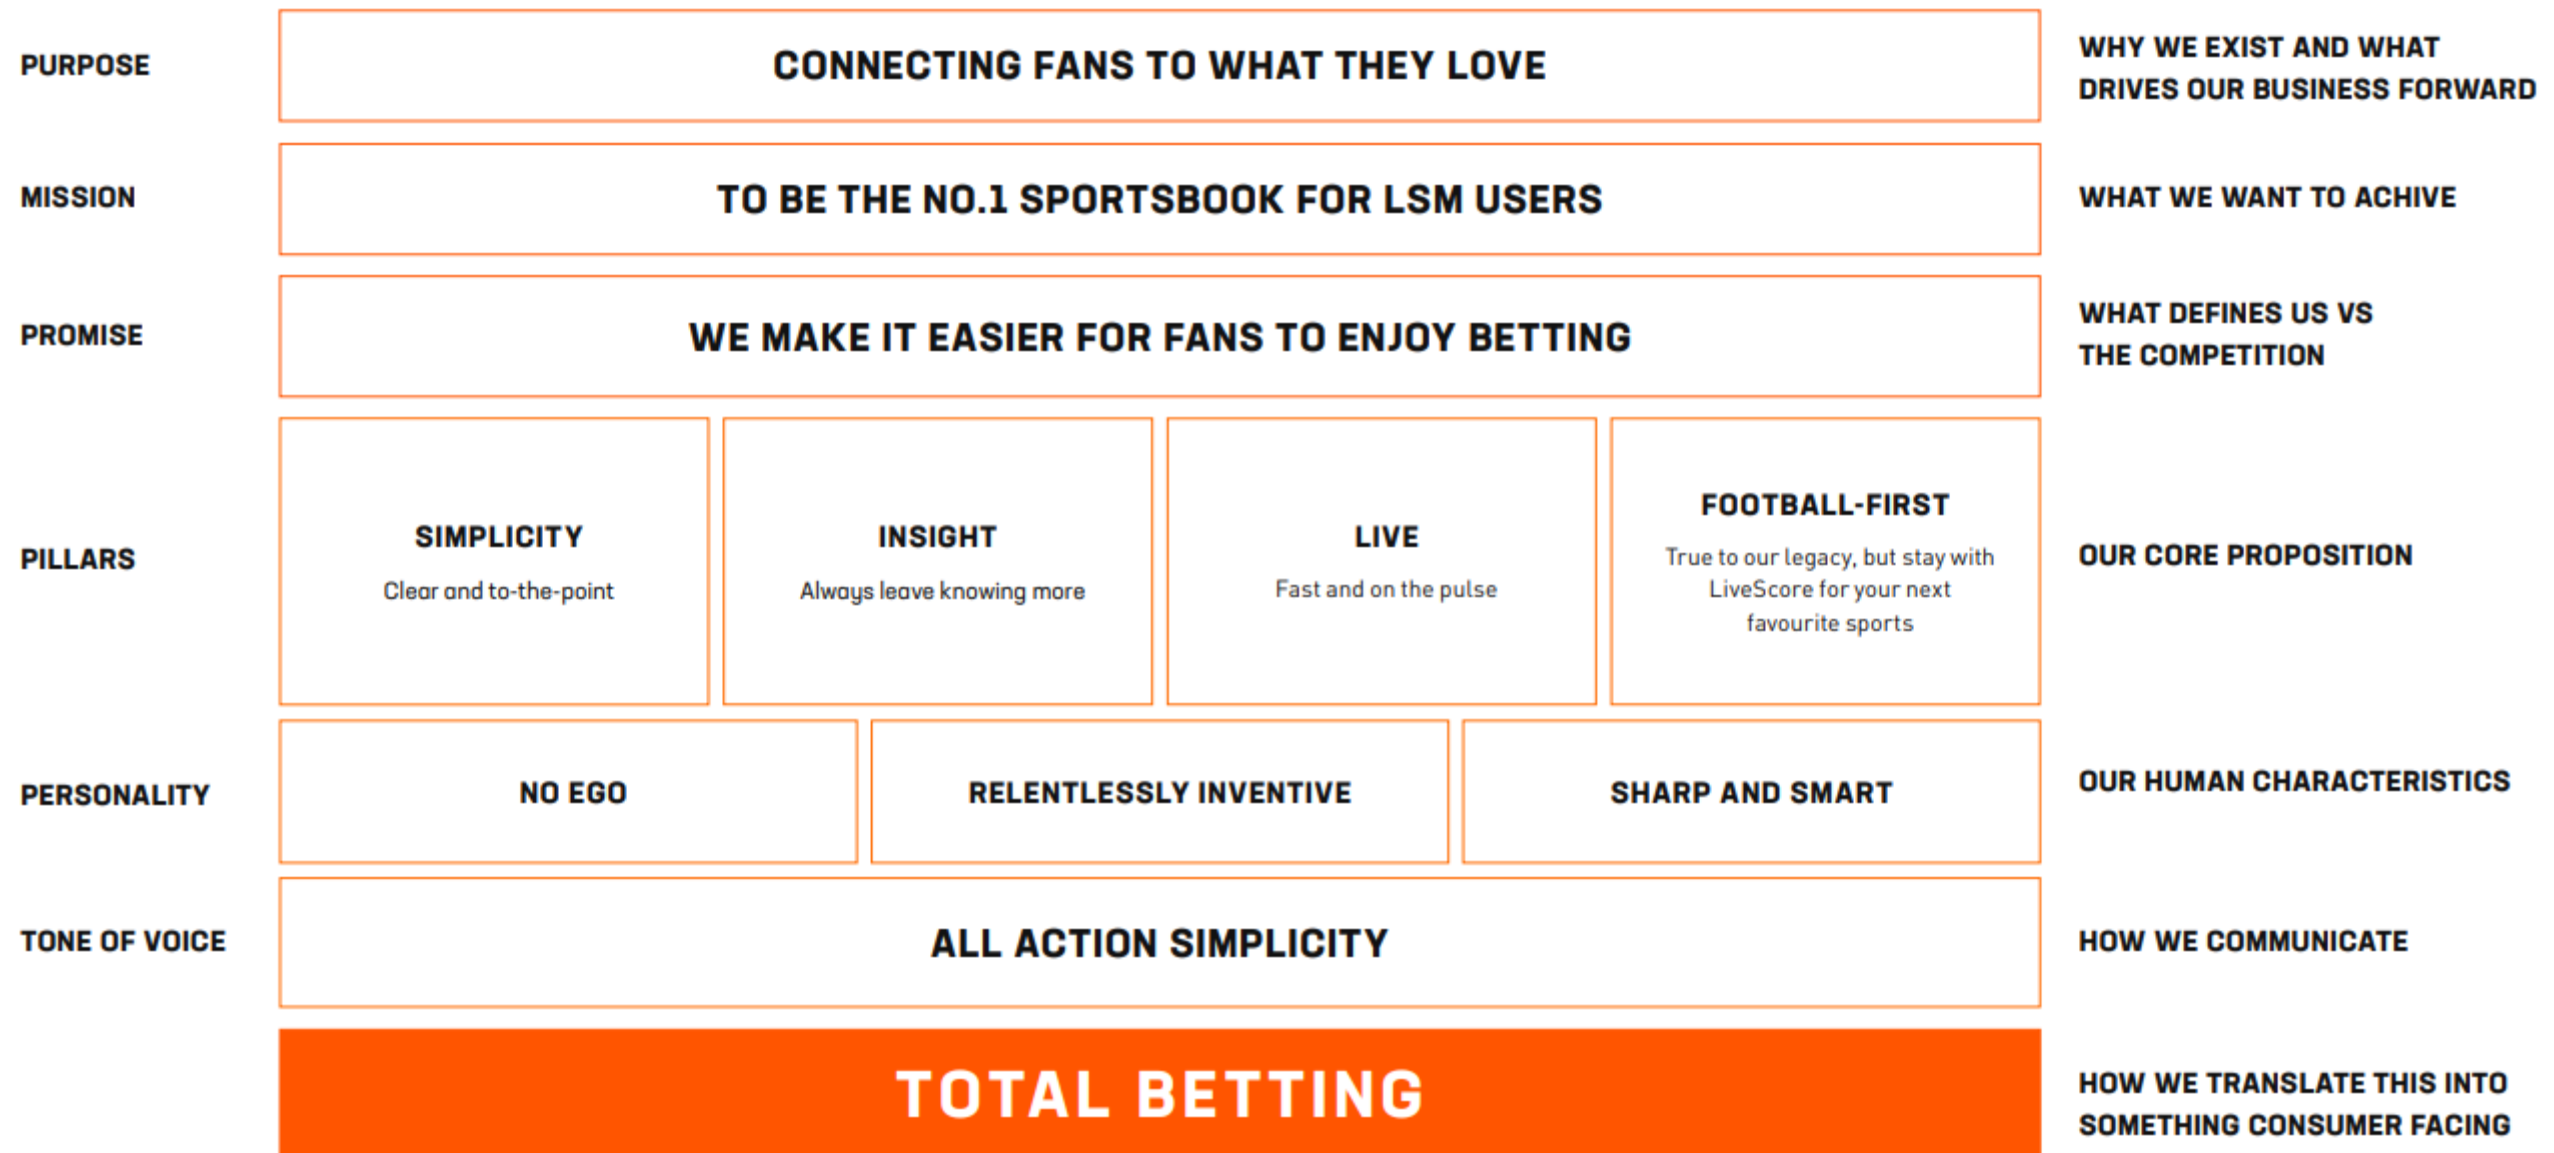 PURPOSE
CONNECTING FANS TO WHAT THEY LOVE
WHY WE EXIST AND WHAT
DRIVES OUR BUSINESS FORWARD
MISSION
TO BE THE NO.1 SPORTSBOOK FOR LSM USERS
WHAT WE WANT TO ACHIVE
PROMISE
WE MAKE IT EASIER FOR FANS TO ENJOY BETTING
WHAT DEFINES US VS
THE COMPETITION
PILLARS
SIMPLICITY
Clear and to-the-point
INSIGHT
Always leave knowing more
LIVE
Fast and on the pulse
FOOTBALL-FIRST
True to our legacy, but stay with
LiveScore for your next
favourite sports
OUR CORE PROPOSITION
PERSONALITY
NO EGO
RELENTLESSLY INVENTIVE
SHARP AND SMART
OUR HUMAN CHARACTERISTICS
TONE OF VOICE
ALL ACTION SIMPLICITY
HOW WE COMMUNICATE
TOTAL BETTING
HOW WE TRANSLATE THIS INTO
SOMETHING CONSUMER FACING